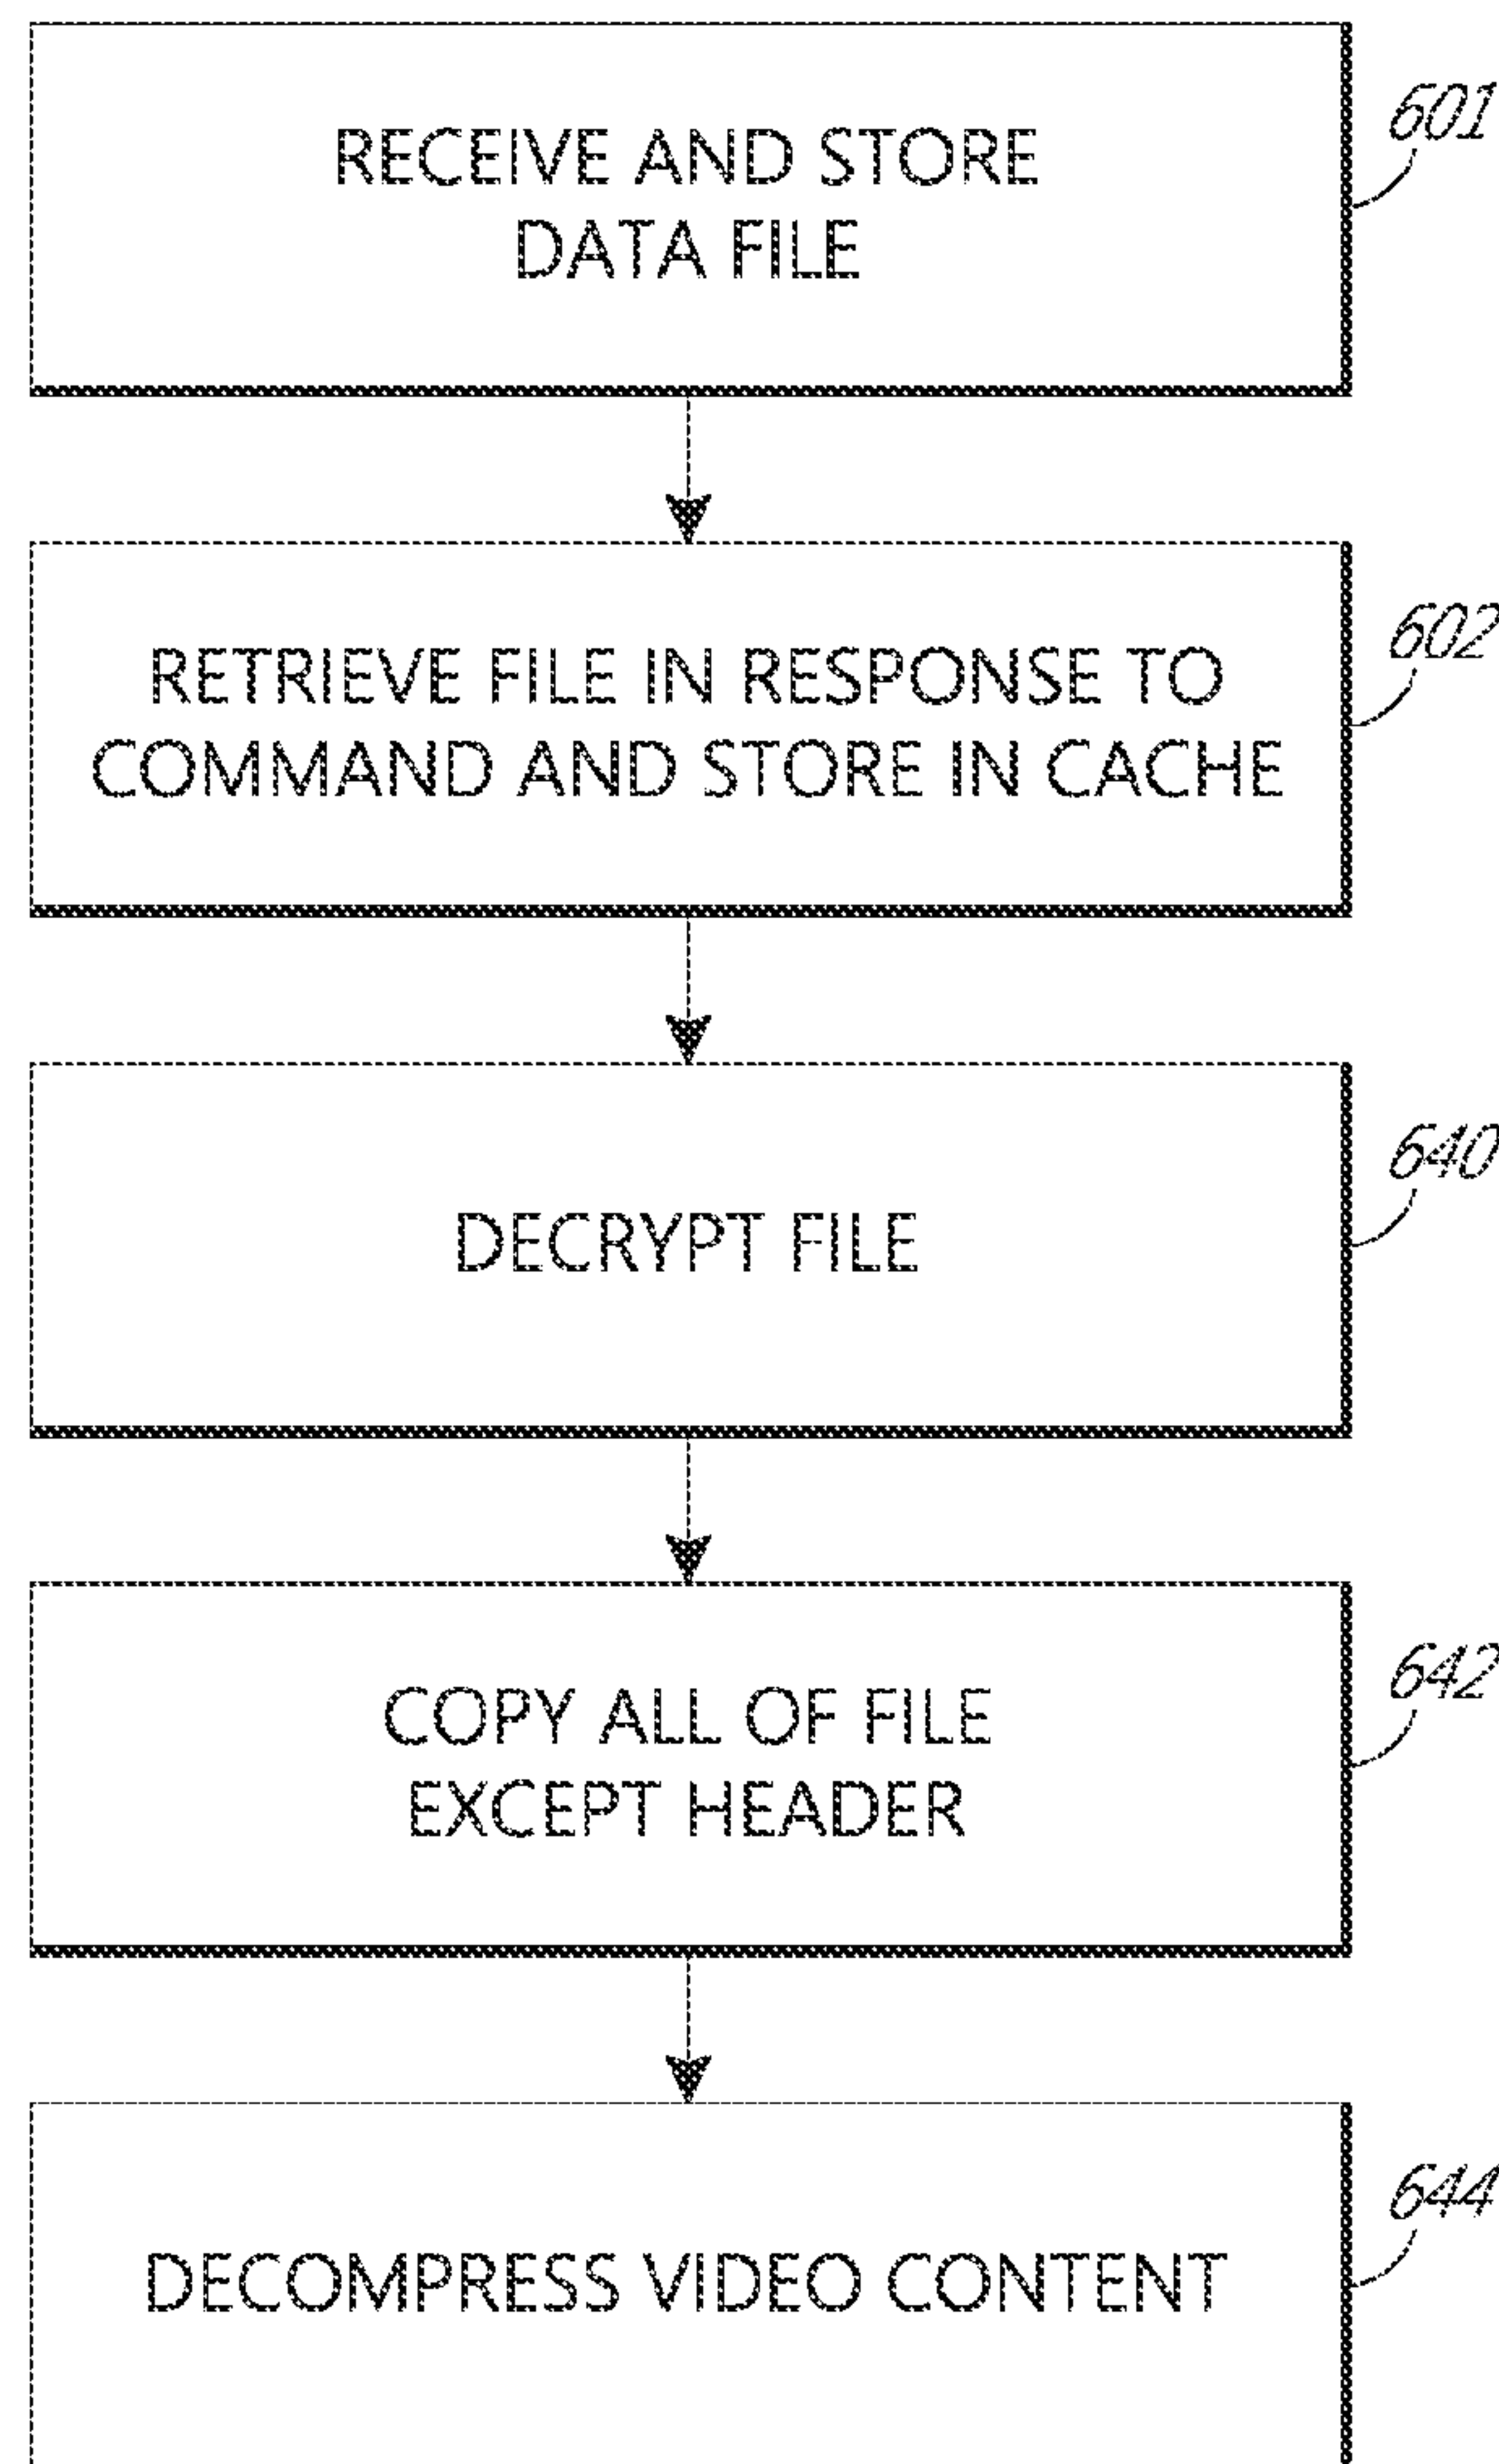 RECEIVE AND STORE
DATA FILE
601
RETRIEVE FILE IN RESPONSE TO
COMMAND AND STORE IN CACHE
602
DECRYPT FILE
640
COPY ALL OF FILE
EXCEPT HEADER
642
DECOMPRESS VIDEO CONTENT
644